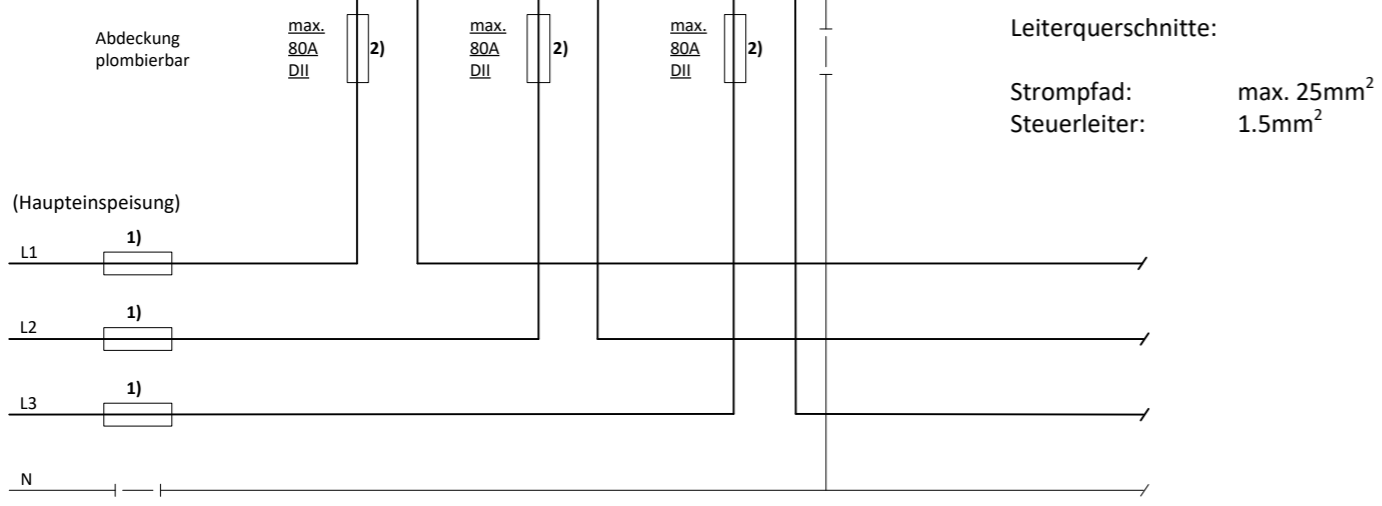 Abdeckung
plombierbar
max.
80A
DII
2)
max.
80A
DII
2)
max.
80A
DII
2)
Leiterquerschnitte:
Strompfad: max. 25mm²
Steuerleiter: 1.5mm²
(Haupteinspeisung)
1)
L1
1)
L2
1)
L3
N